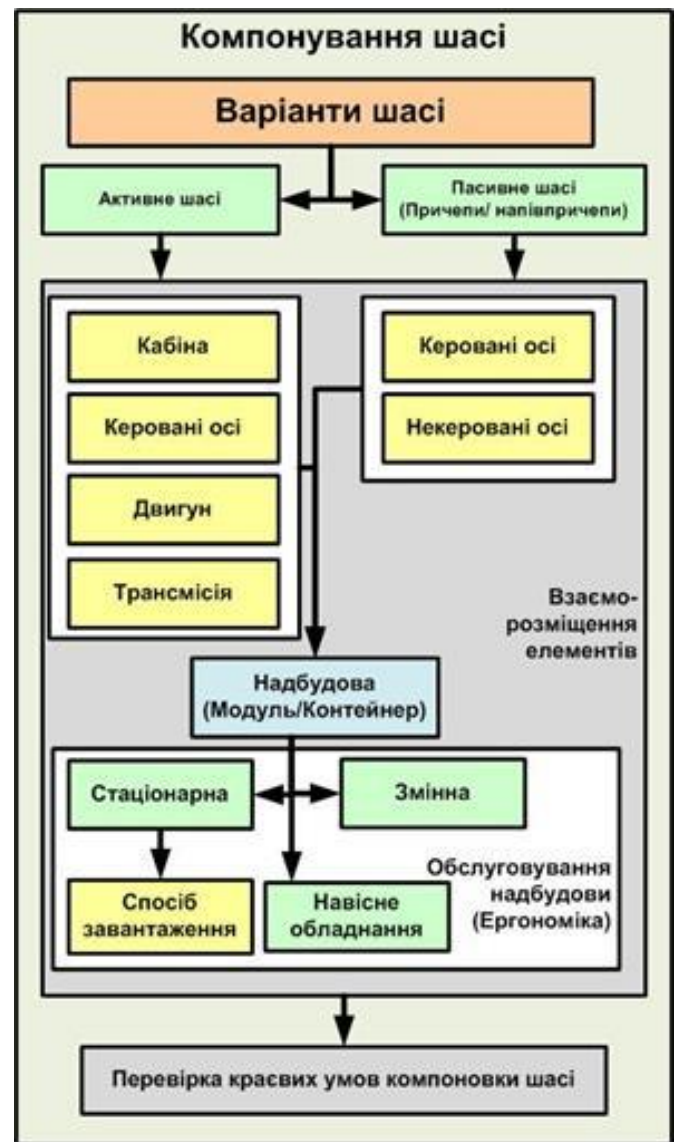 Компонування шасі
Варіанти шасі
Активне шасі
Пасивне шасі
(Причепи/ напівпричепи)
Кабіна
Керовані осі
Двигун
Трансмісія
Керовані осі
Некеровані осі
Взаємо-
розміщення
елементів
Надбудова
(Модуль/Контейнер)
Стаціонарна
Змінна
Спосіб
завантаження
Навісне
обладнання
Обслуговування
надбудови
(Ергономіка)
Перевірка краєвих умов компоновки шасі